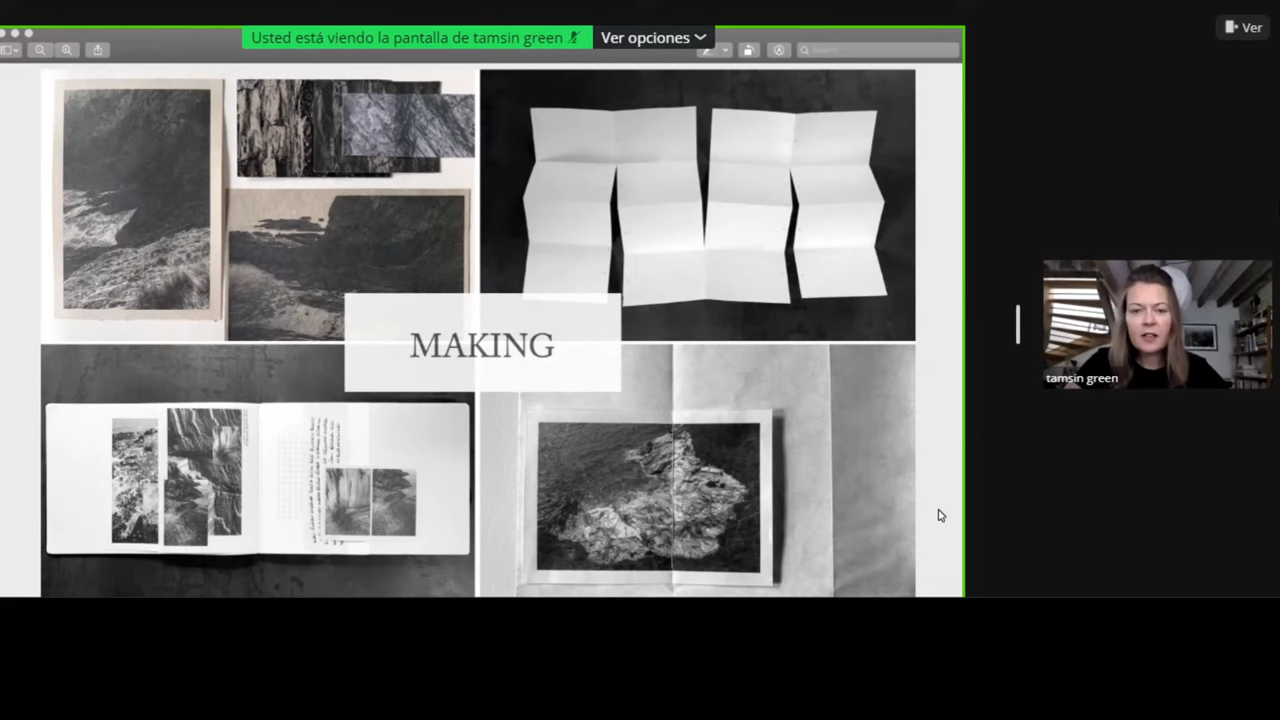 Usted está viendo la pantalla de tamsin green
Ver opciones
Ver
MAKING
tamsin green